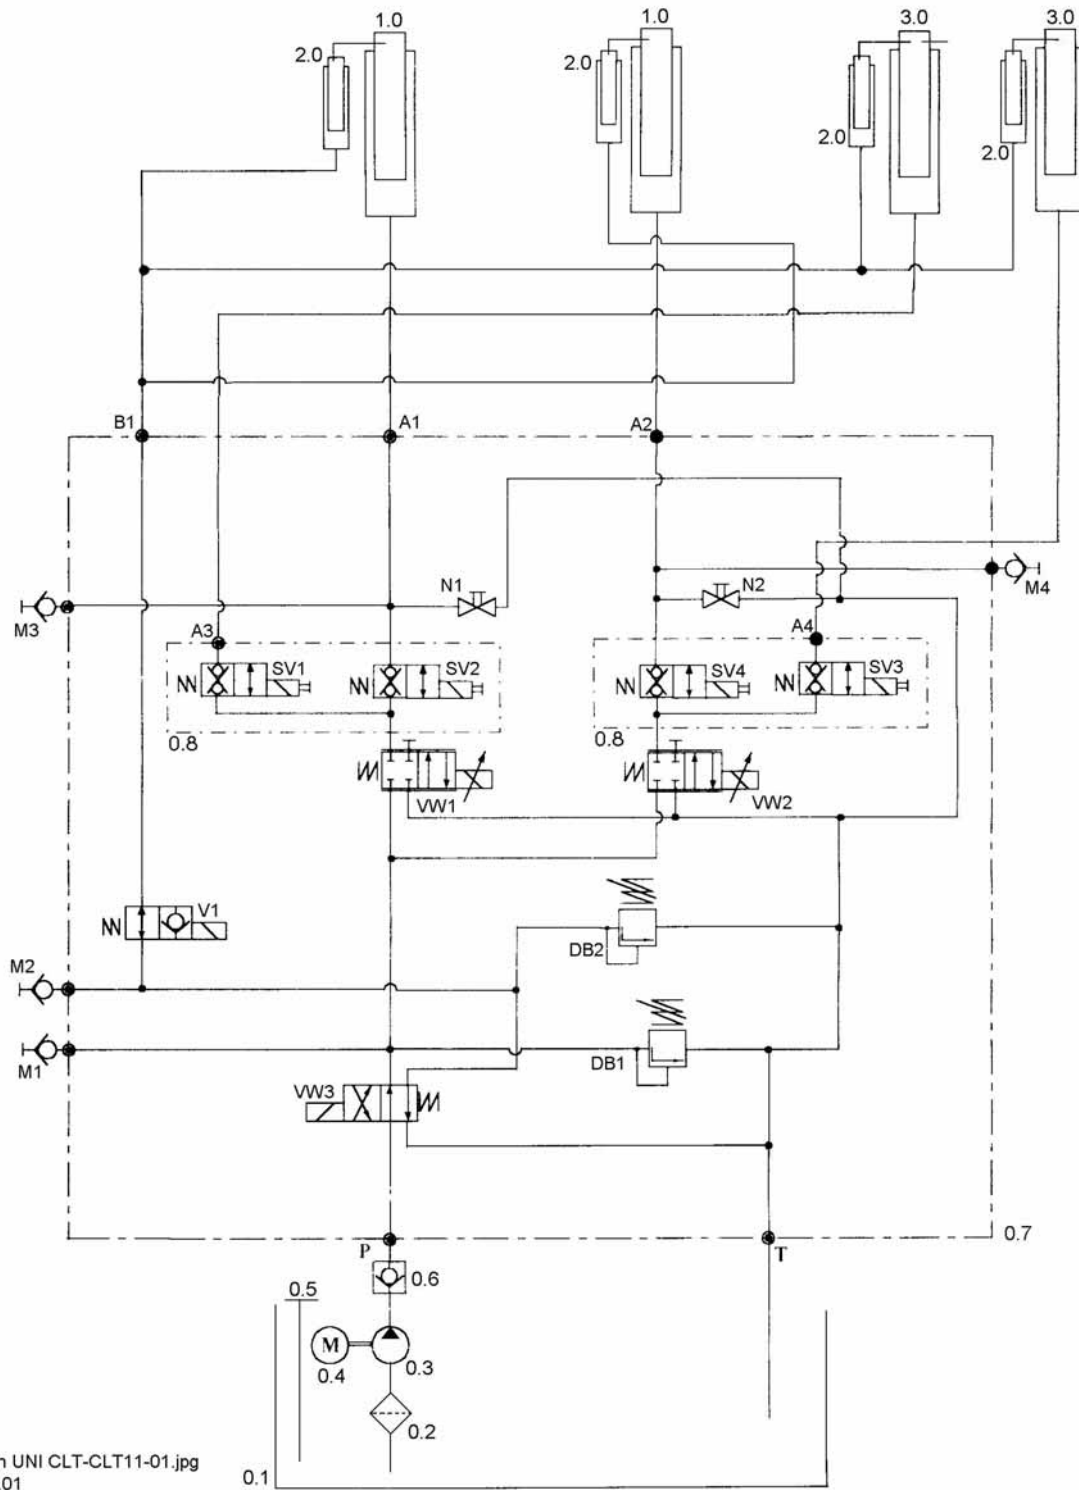 1.0
1.0
3.0
3.0
2.0
2.0
2.0
2.0
B1
A1
A2
N1
N2
M3
M4
A3
A4
SV1
SV2
SV4
SV3
0.8
0.8
VW1
VW2
V1
DB2
M2
M1
DB1
VW3
P
T
0.7
0.6
0.5
M
0.4
0.3
0.2
0.1
n UNI CLT-CLT11-01.jpg
.01